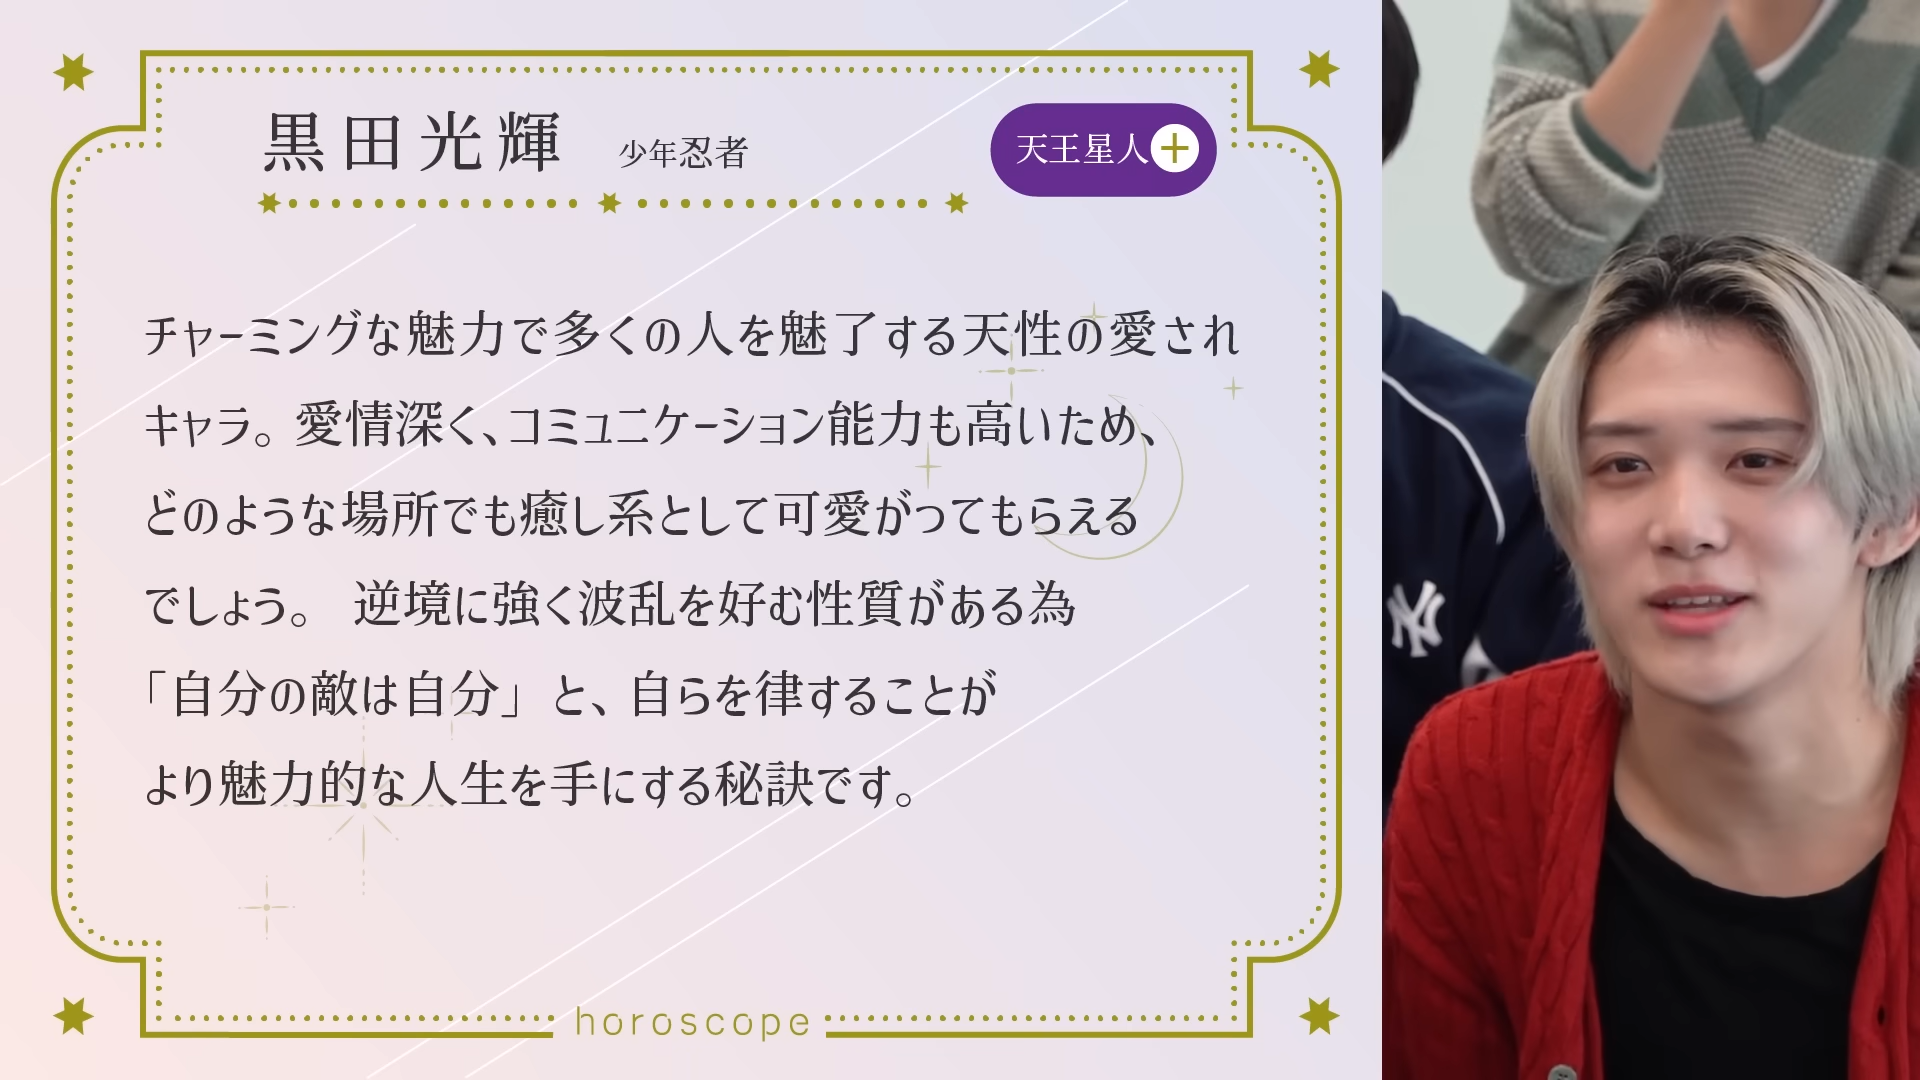 黒田光輝 少年忍者
天王星人＋
チャーミングな魅力で多くの人を魅了する天性の愛され
キャラ。愛情深く、コミュニケーション能力も高いため、
どのような場所でも癒し系として可愛がってもらえる
でしょう。 逆境に強く波乱を好む性質がある為
「自分の敵は自分」と、自らを律することが
より魅力的な人生を手にする秘訣です。
horoscope
NY